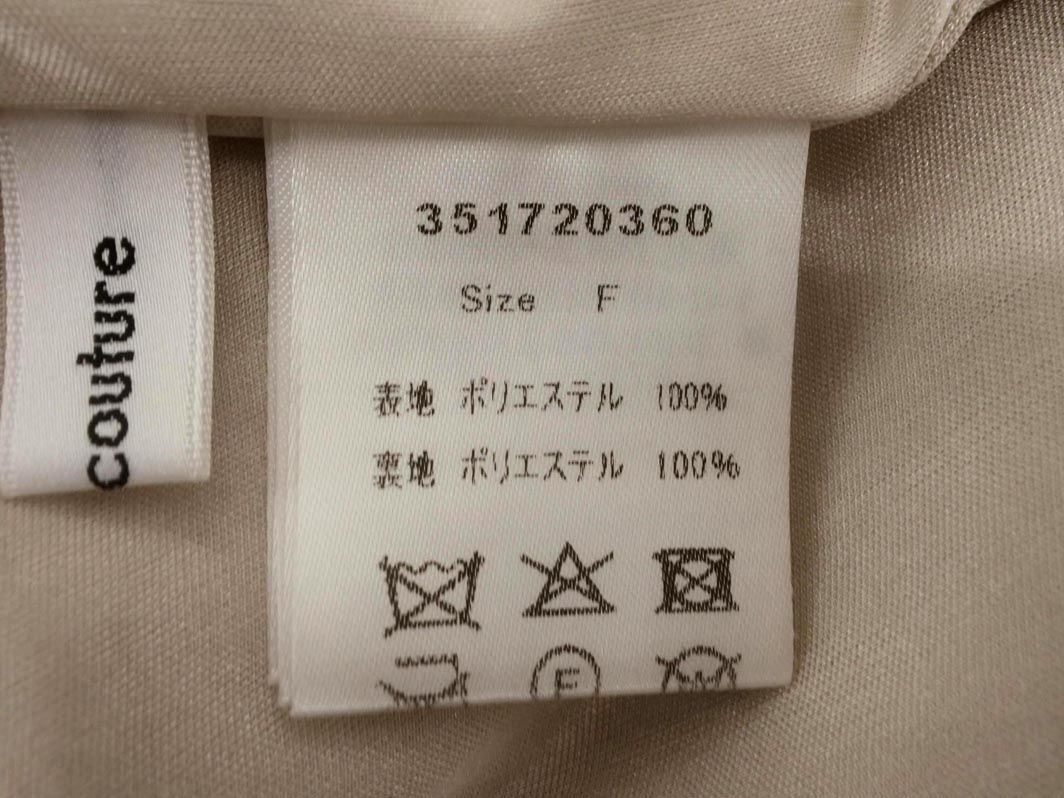 couture
351720360
Size F
表地 ポリエステル 100%
裏地 ポリエステル 100%
F
W